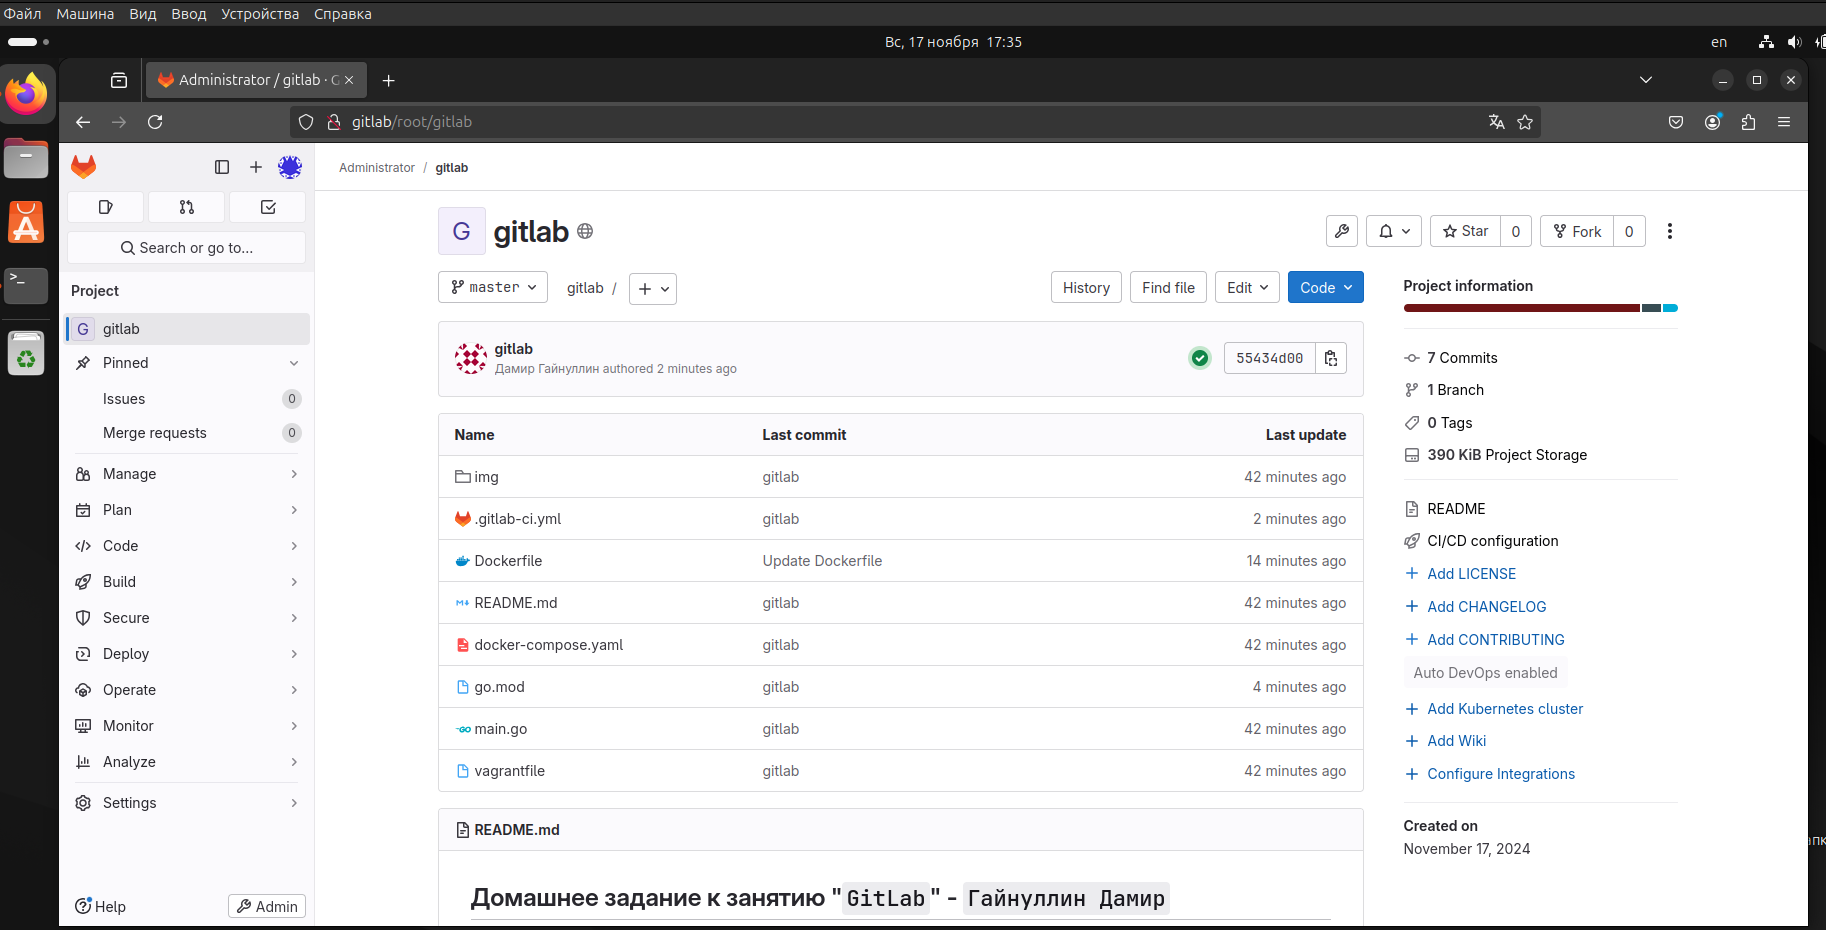 Файл Машина Вид Ввод Устройства Справка
Вс, 17 ноября 17:35
en
Administrator / gitlab · G
gitlab/root/gitlab
Administrator / gitlab
G gitlab
Star 0
Fork 0
Search or go to...
Project
G gitlab
Pinned
Issues 0
Merge requests 0
Manage
Plan
Code
Build
Secure
Deploy
Operate
Monitor
Analyze
Settings
Help
Admin
master
gitlab /
History
Find file
Edit
Code
gitlab
Дамир Гайнуллин authored 2 minutes ago
55434d00
Name Last commit Last update
img gitlab 42 minutes ago
.gitlab-ci.yml gitlab 2 minutes ago
Dockerfile Update Dockerfile 14 minutes ago
README.md gitlab 42 minutes ago
docker-compose.yaml gitlab 42 minutes ago
go.mod gitlab 4 minutes ago
main.go gitlab 42 minutes ago
vagrantfile gitlab 42 minutes ago
README.md
Домашнее задание к занятию "GitLab" - Гайнуллин Дамир
Project information
7 Commits
1 Branch
0 Tags
390 KiB Project Storage
README
CI/CD configuration
Add LICENSE
Add CHANGELOG
Add CONTRIBUTING
Auto DevOps enabled
Add Kubernetes cluster
Add Wiki
Configure Integrations
Created on
November 17, 2024